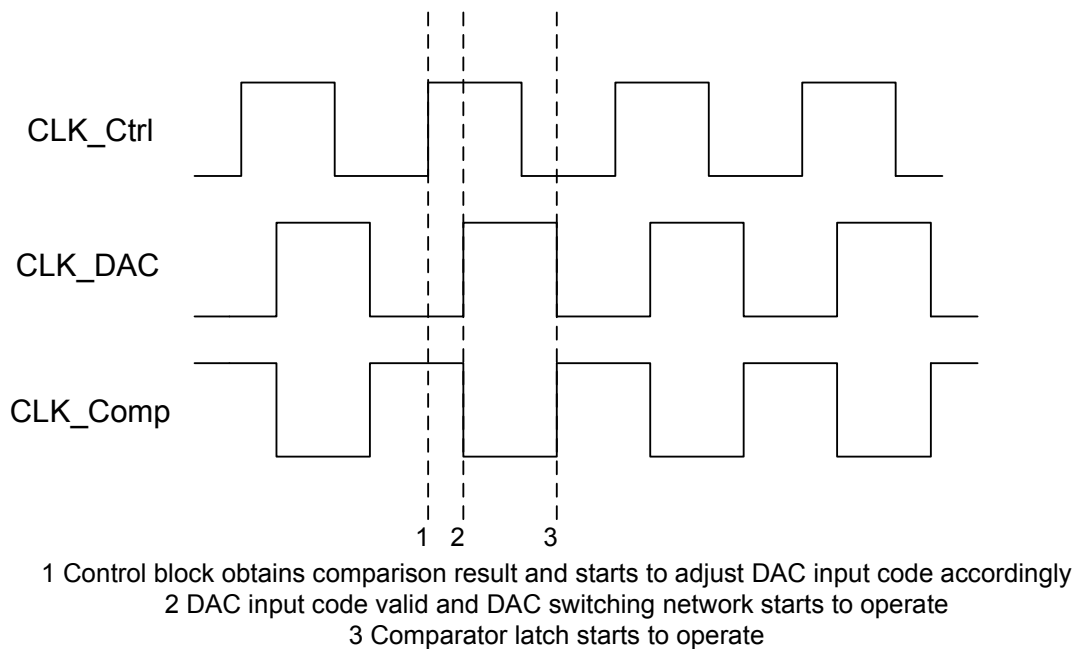 CLK_Ctrl
CLK_DAC
CLK_Comp
1 2 3
1 Control block obtains comparison result and starts to adjust DAC input code accordingly
2 DAC input code valid and DAC switching network starts to operate
3 Comparator latch starts to operate